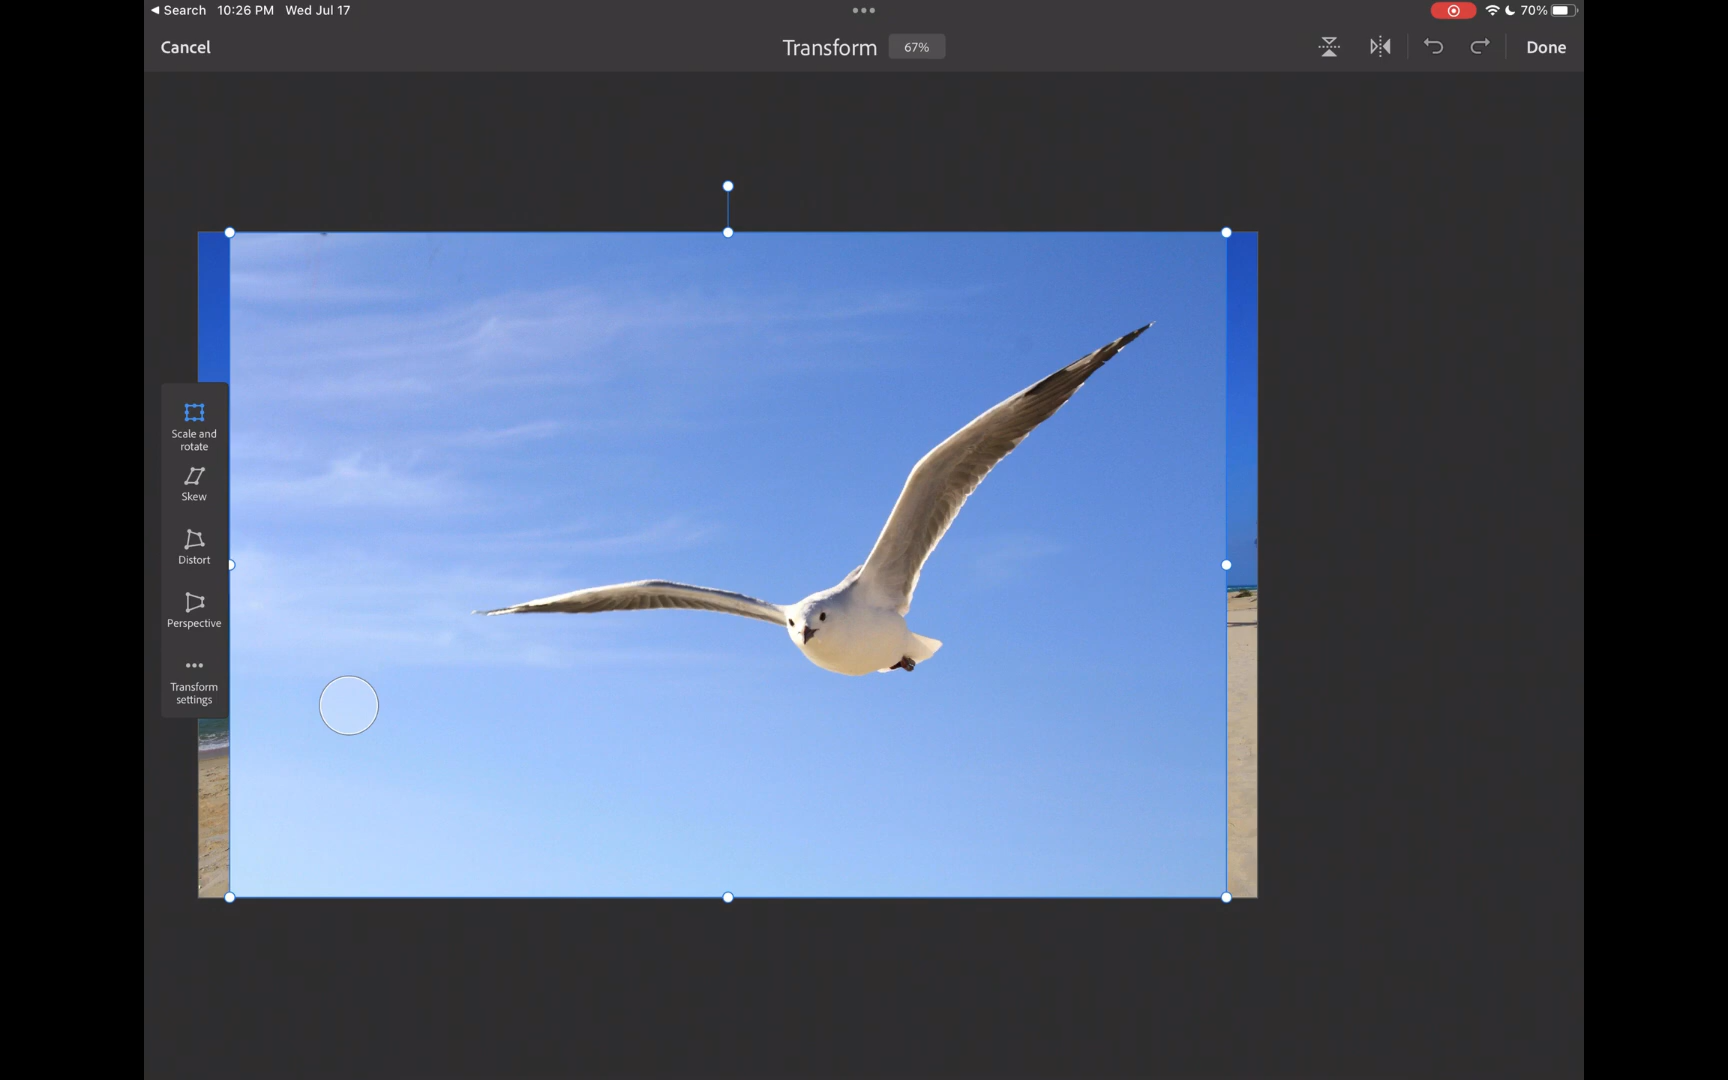 Search 10:26 PM Wed Jul 17
70%
Cancel
Transform 67%
Done
Scale and
rotate
Skew
Distort
Perspective
Transform
settings